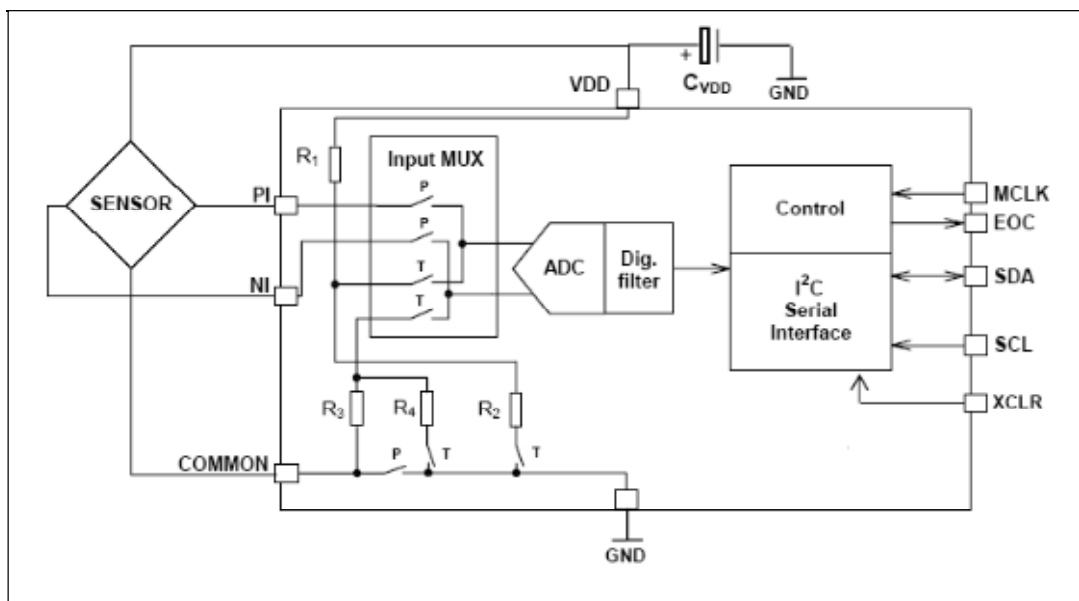 VDD
+
CVDD
GND
R1
Input MUX
SENSOR
PI
P
P
NI
T
T
ADC
Dig.
filter
Control
I²C
Serial
Interface
MCLK
EOC
SDA
SCL
XCLR
R3
R4
R2
COMMON
P
T
T
GND